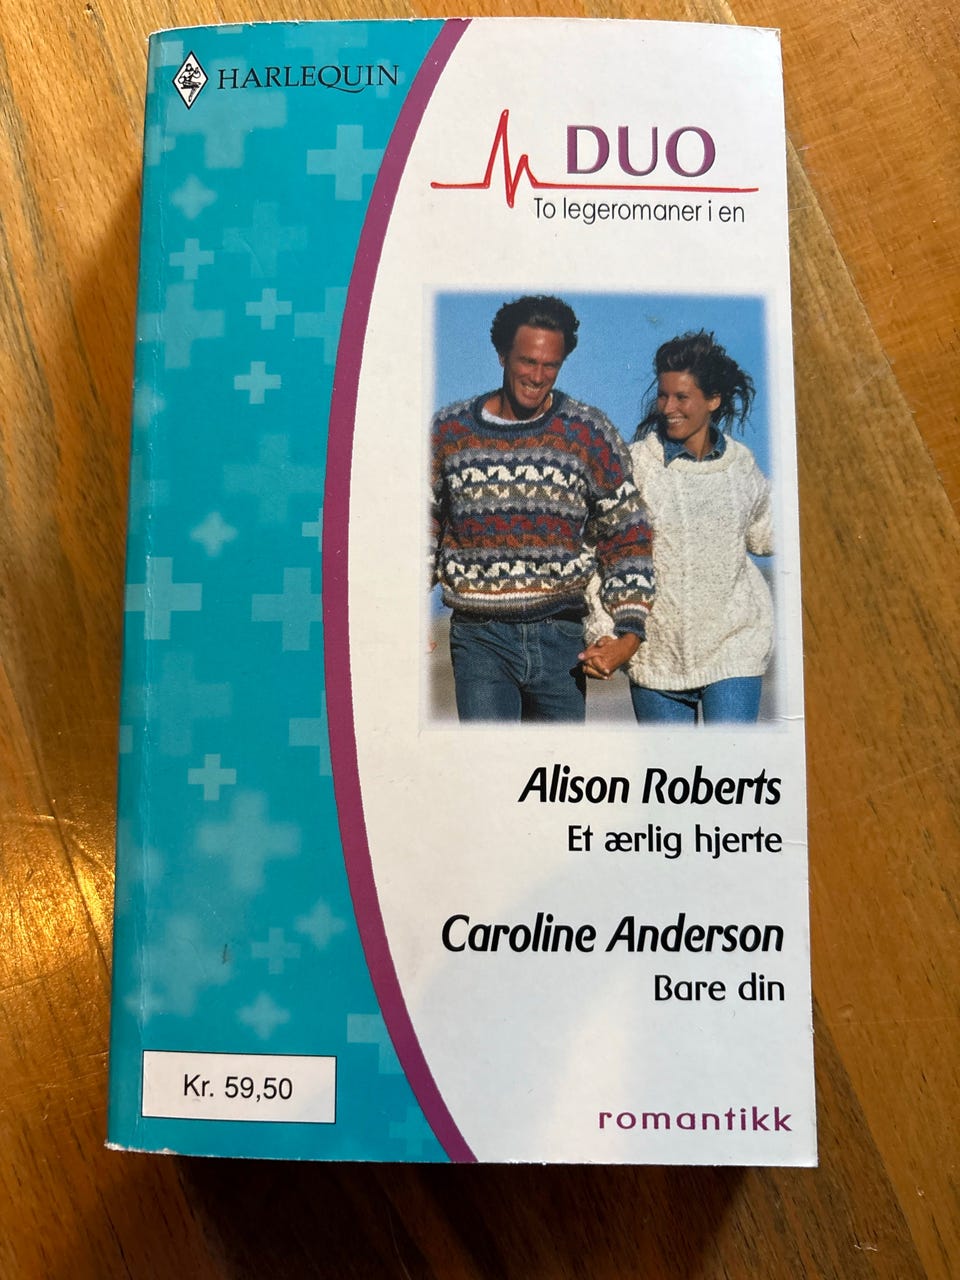 HARLEQUIN
DUO
To legeromaner i en
Alison Roberts
Et ærlig hjerte
Caroline Anderson
Bare din
Kr. 59,50
romantikk